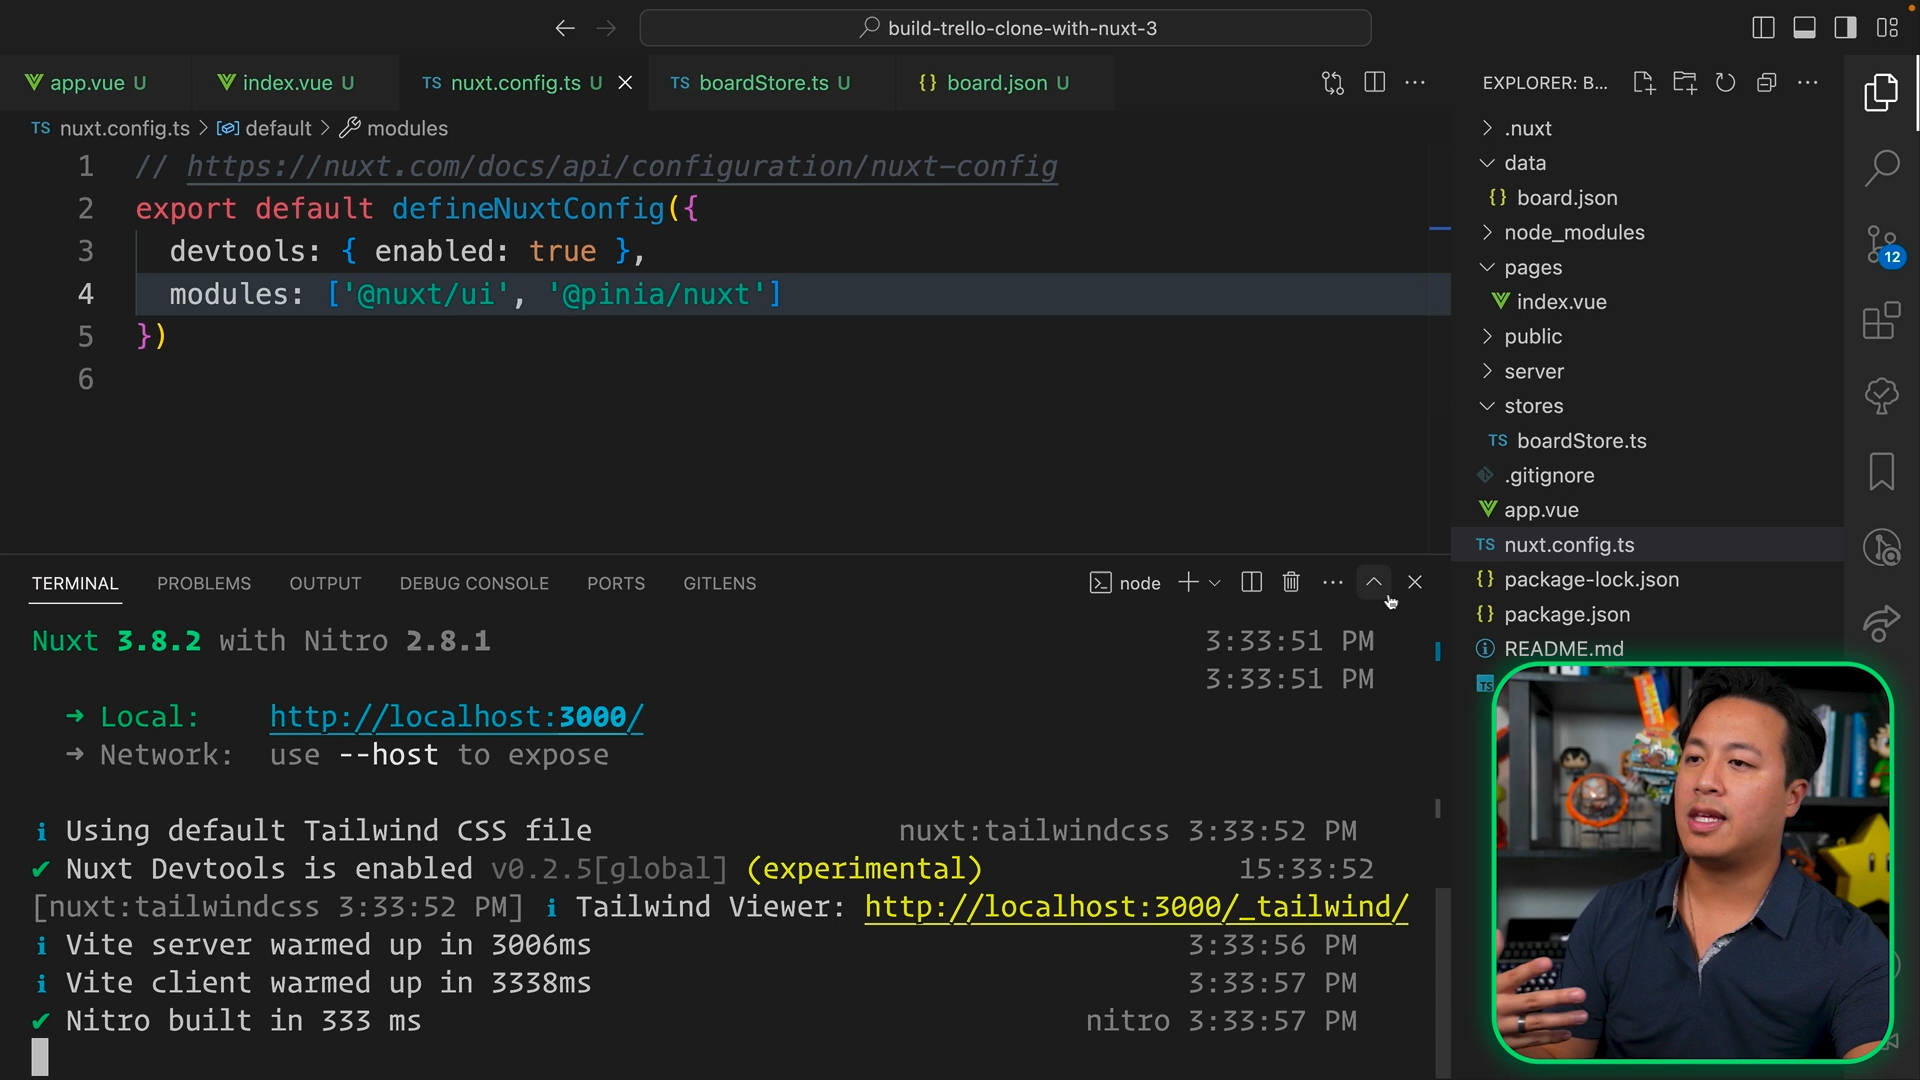 build-trello-clone-with-nuxt-3
app.vue U
index.vue U
TS nuxt.config.ts U
TS boardStore.ts U
{} board.json U
TS nuxt.config.ts > default > modules
1 // https://nuxt.com/docs/api/configuration/nuxt-config
2 export default defineNuxtConfig({
3 devtools: { enabled: true },
4 modules: ['@nuxt/ui', '@pinia/nuxt']
5 })
6
TERMINAL PROBLEMS OUTPUT DEBUG CONSOLE PORTS GITLENS
node
Nuxt 3.8.2 with Nitro 2.8.1 3:33:51 PM
3:33:51 PM
➜ Local: http://localhost:3000/
➜ Network: use --host to expose
ℹ Using default Tailwind CSS file nuxt:tailwindcss 3:33:52 PM
✔ Nuxt Devtools is enabled v0.2.5[global] (experimental) 15:33:52
[nuxt:tailwindcss 3:33:52 PM] ℹ Tailwind Viewer: http://localhost:3000/_tailwind/
ℹ Vite server warmed up in 3006ms 3:33:56 PM
ℹ Vite client warmed up in 3338ms 3:33:57 PM
✔ Nitro built in 333 ms nitro 3:33:57 PM
EXPLORER: B...
.nuxt
data
{} board.json
node_modules
pages
index.vue
public
server
stores
TS boardStore.ts
.gitignore
app.vue
TS nuxt.config.ts
{} package-lock.json
{} package.json
README.md
TS
12